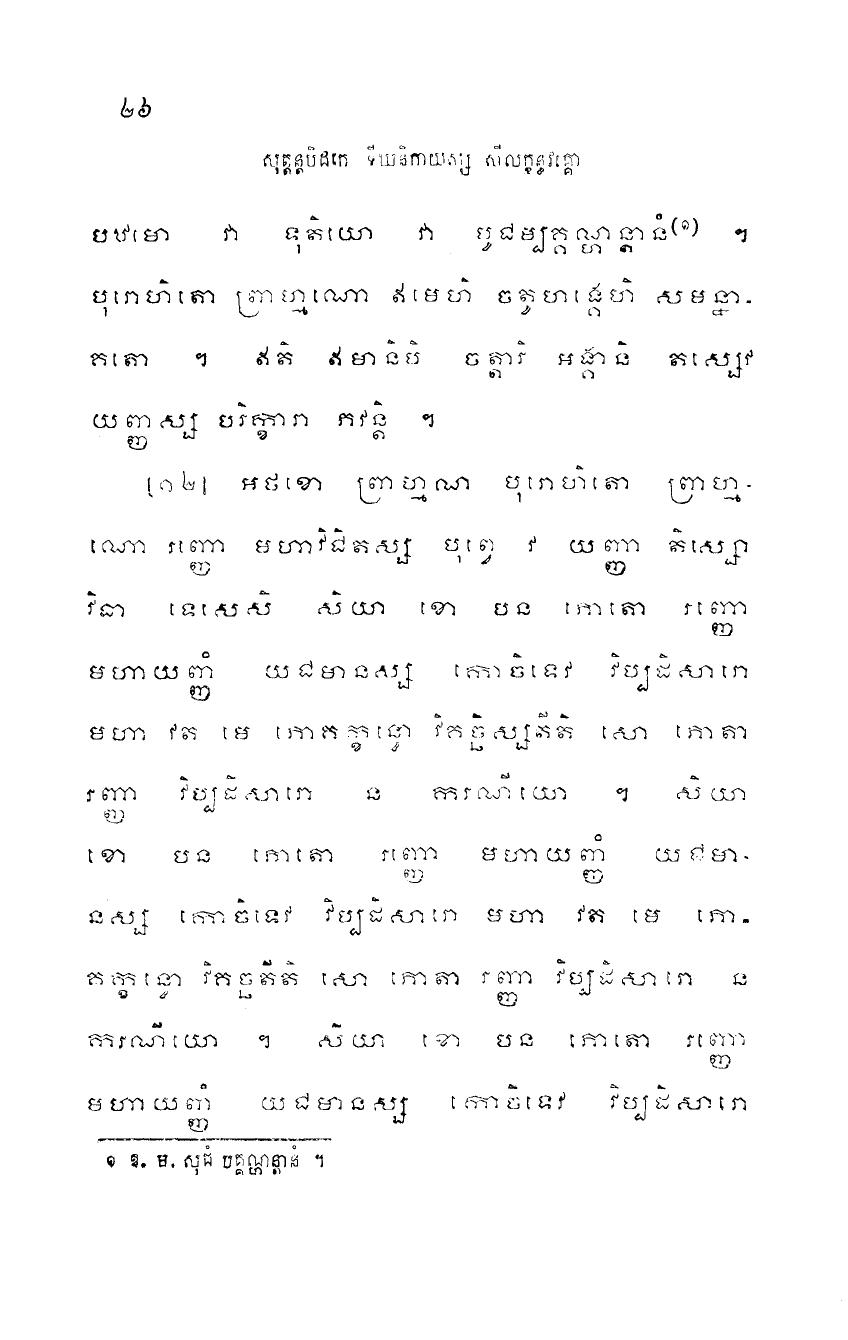 ២៦
សុត្តន្តបិដកេ ទីឃនិកាយស្ស សីលក្ខន្ធវគ្គោ
បឋមោ វា ទុតិយោ វា បូជម្បគ្គណ្ហន្តានំ(១) ។
បុរោហិតោ ព្រាហ្មណោ ឥមេហិ ចតូហង្គេហិ សមន្នា-
គតោ ។ ឥតិ ឥមានិបិ ចត្តារិ អង្គានិ តស្សេវ
យញ្ញស្ស បរិក្ខារា ភវន្តិ ។
[១២] អថខោ ព្រាហ្មណ បុរោហិតោ ព្រាហ្ម-
ណោ រញ្ញោ មហាវិជិតស្ស បុព្វេ វ យញ្ញា តិស្សោ
វិធា ទេសេសិ សិយា ខោ បន ភោតោ រញ្ញោ
មហាយញ្ញំ យជមានស្ស កោចិទេវ វិប្បដិសារោ
មហា វត មេ ភោគក្ខន្ធោ វិគច្ឆិស្សតីតិ សោ ភោតា
រញ្ញា វិប្បដិសារោ ន ករណីយោ ។ សិយា
ខោ បន ភោតោ រញ្ញោ មហាយញ្ញំ យជមា-
នស្ស កោចិទេវ វិប្បដិសារោ មហា វត មេ ភោ-
គក្ខន្ធោ វិគច្ឆតីតិ សោ ភោតា រញ្ញា វិប្បដិសារោ ន
ករណីយោ ។ សិយា ខោ បន ភោតោ រញ្ញោ
មហាយញ្ញំ យជមានស្ស កោចិទេវ វិប្បដិសារោ
១ ឱ. ម. សុជំ បគ្គណ្ហន្តានំ ។